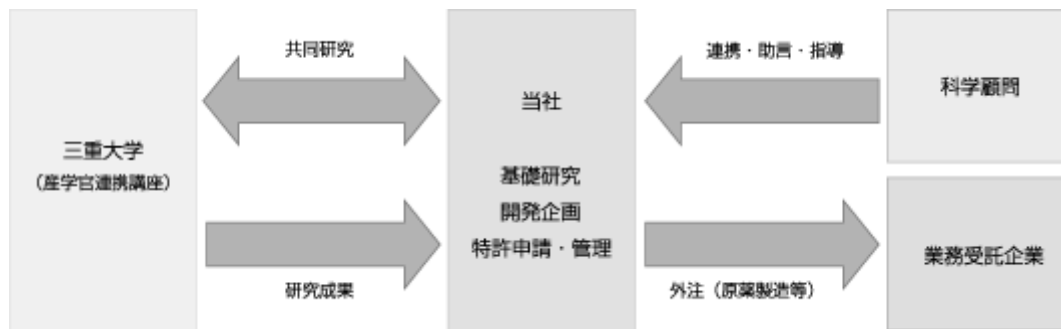 共同研究
連携・助言・指導
三重大学
（産学官連携講座）
当社
基礎研究
開発企画
特許申請・管理
科学顧問
研究成果
外注（原薬製造等）
業務受託企業